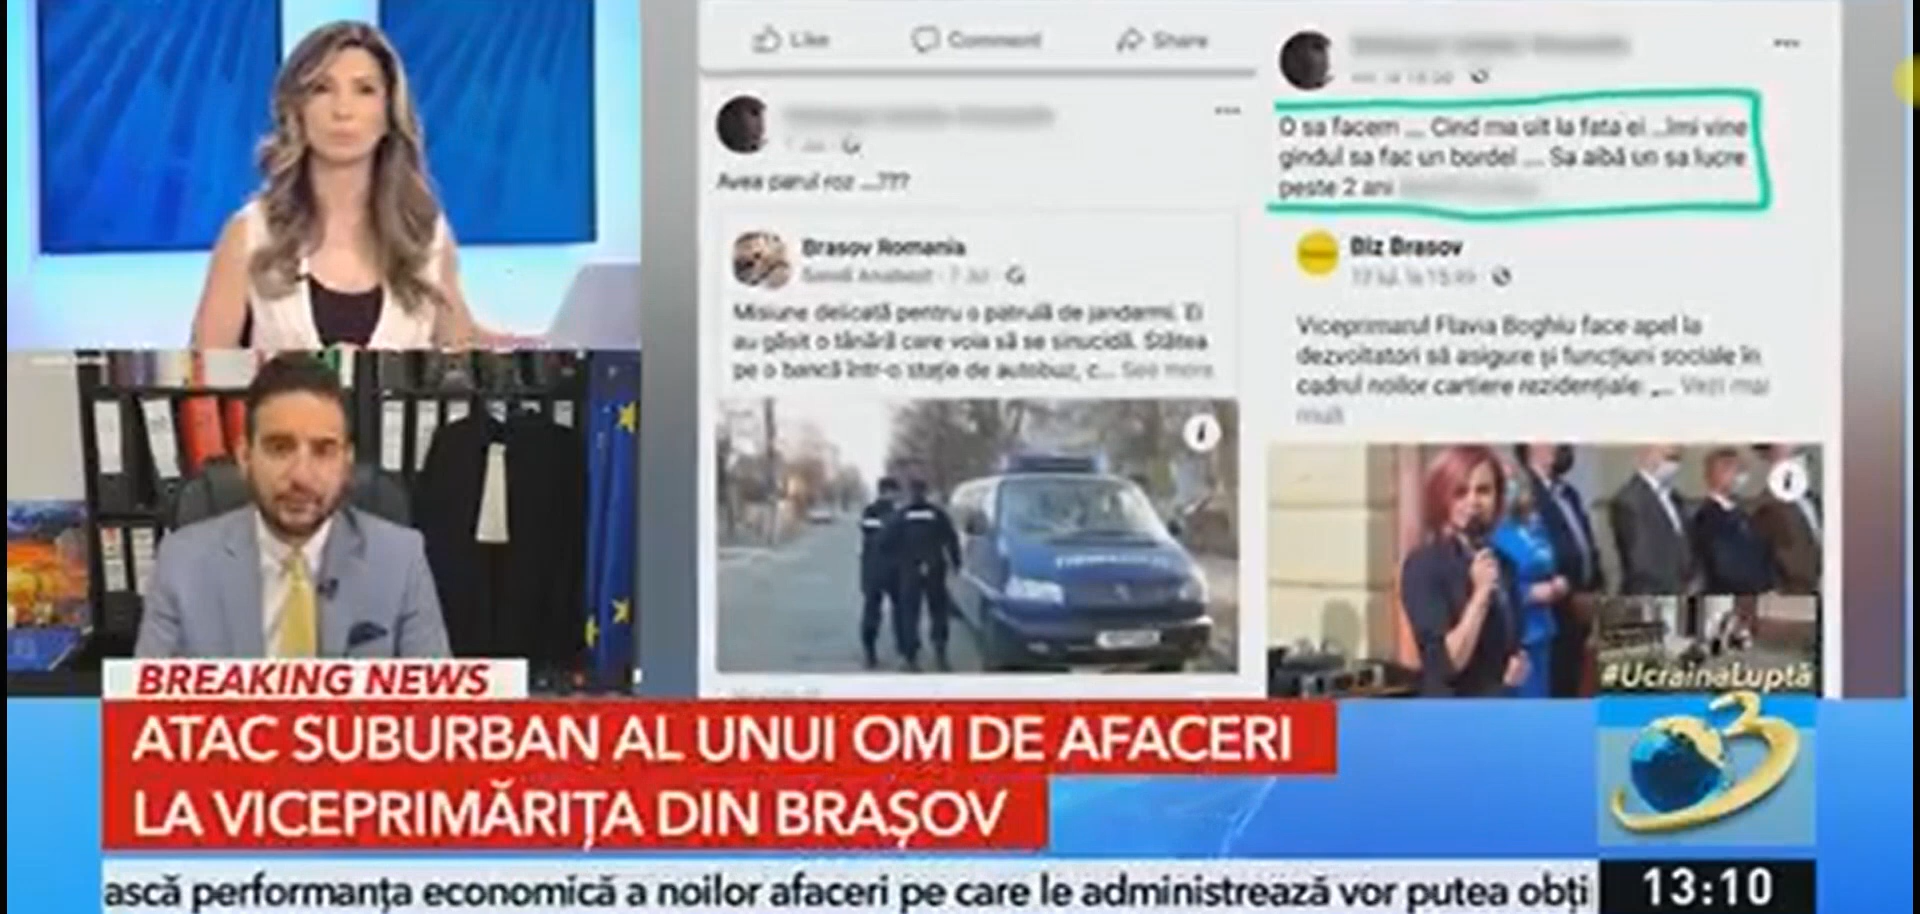 Like Comment Share
Avea parul roz ...???
Brasov Romania
7 Jul
Misiune delicată pentru o patrulă de jandarmi. Ei
au găsit o tânără care voia să se sinucidă. Stătea
pe o bancă într-o stație de autobuz, c... See more
O sa facem ... Cind ma uit la fata ei ...imi vine
gindul sa fac un bordel .... Sa aibă un sa lucre
peste 2 ani
Biz Brasov
Viceprimarul Flavia Boghiu face apel la
dezvoltatori să asigure și funcțiuni sociale în
cadrul noilor cartiere rezidențiale: „... Vezi mai
mult
#UcrainaLuptă
3
BREAKING NEWS
ATAC SUBURBAN AL UNUI OM DE AFACERI
LA VICEPRIMĂRIȚA DIN BRAȘOV
ască performanța economică a noilor afaceri pe care le administrează vor putea obți
13:10